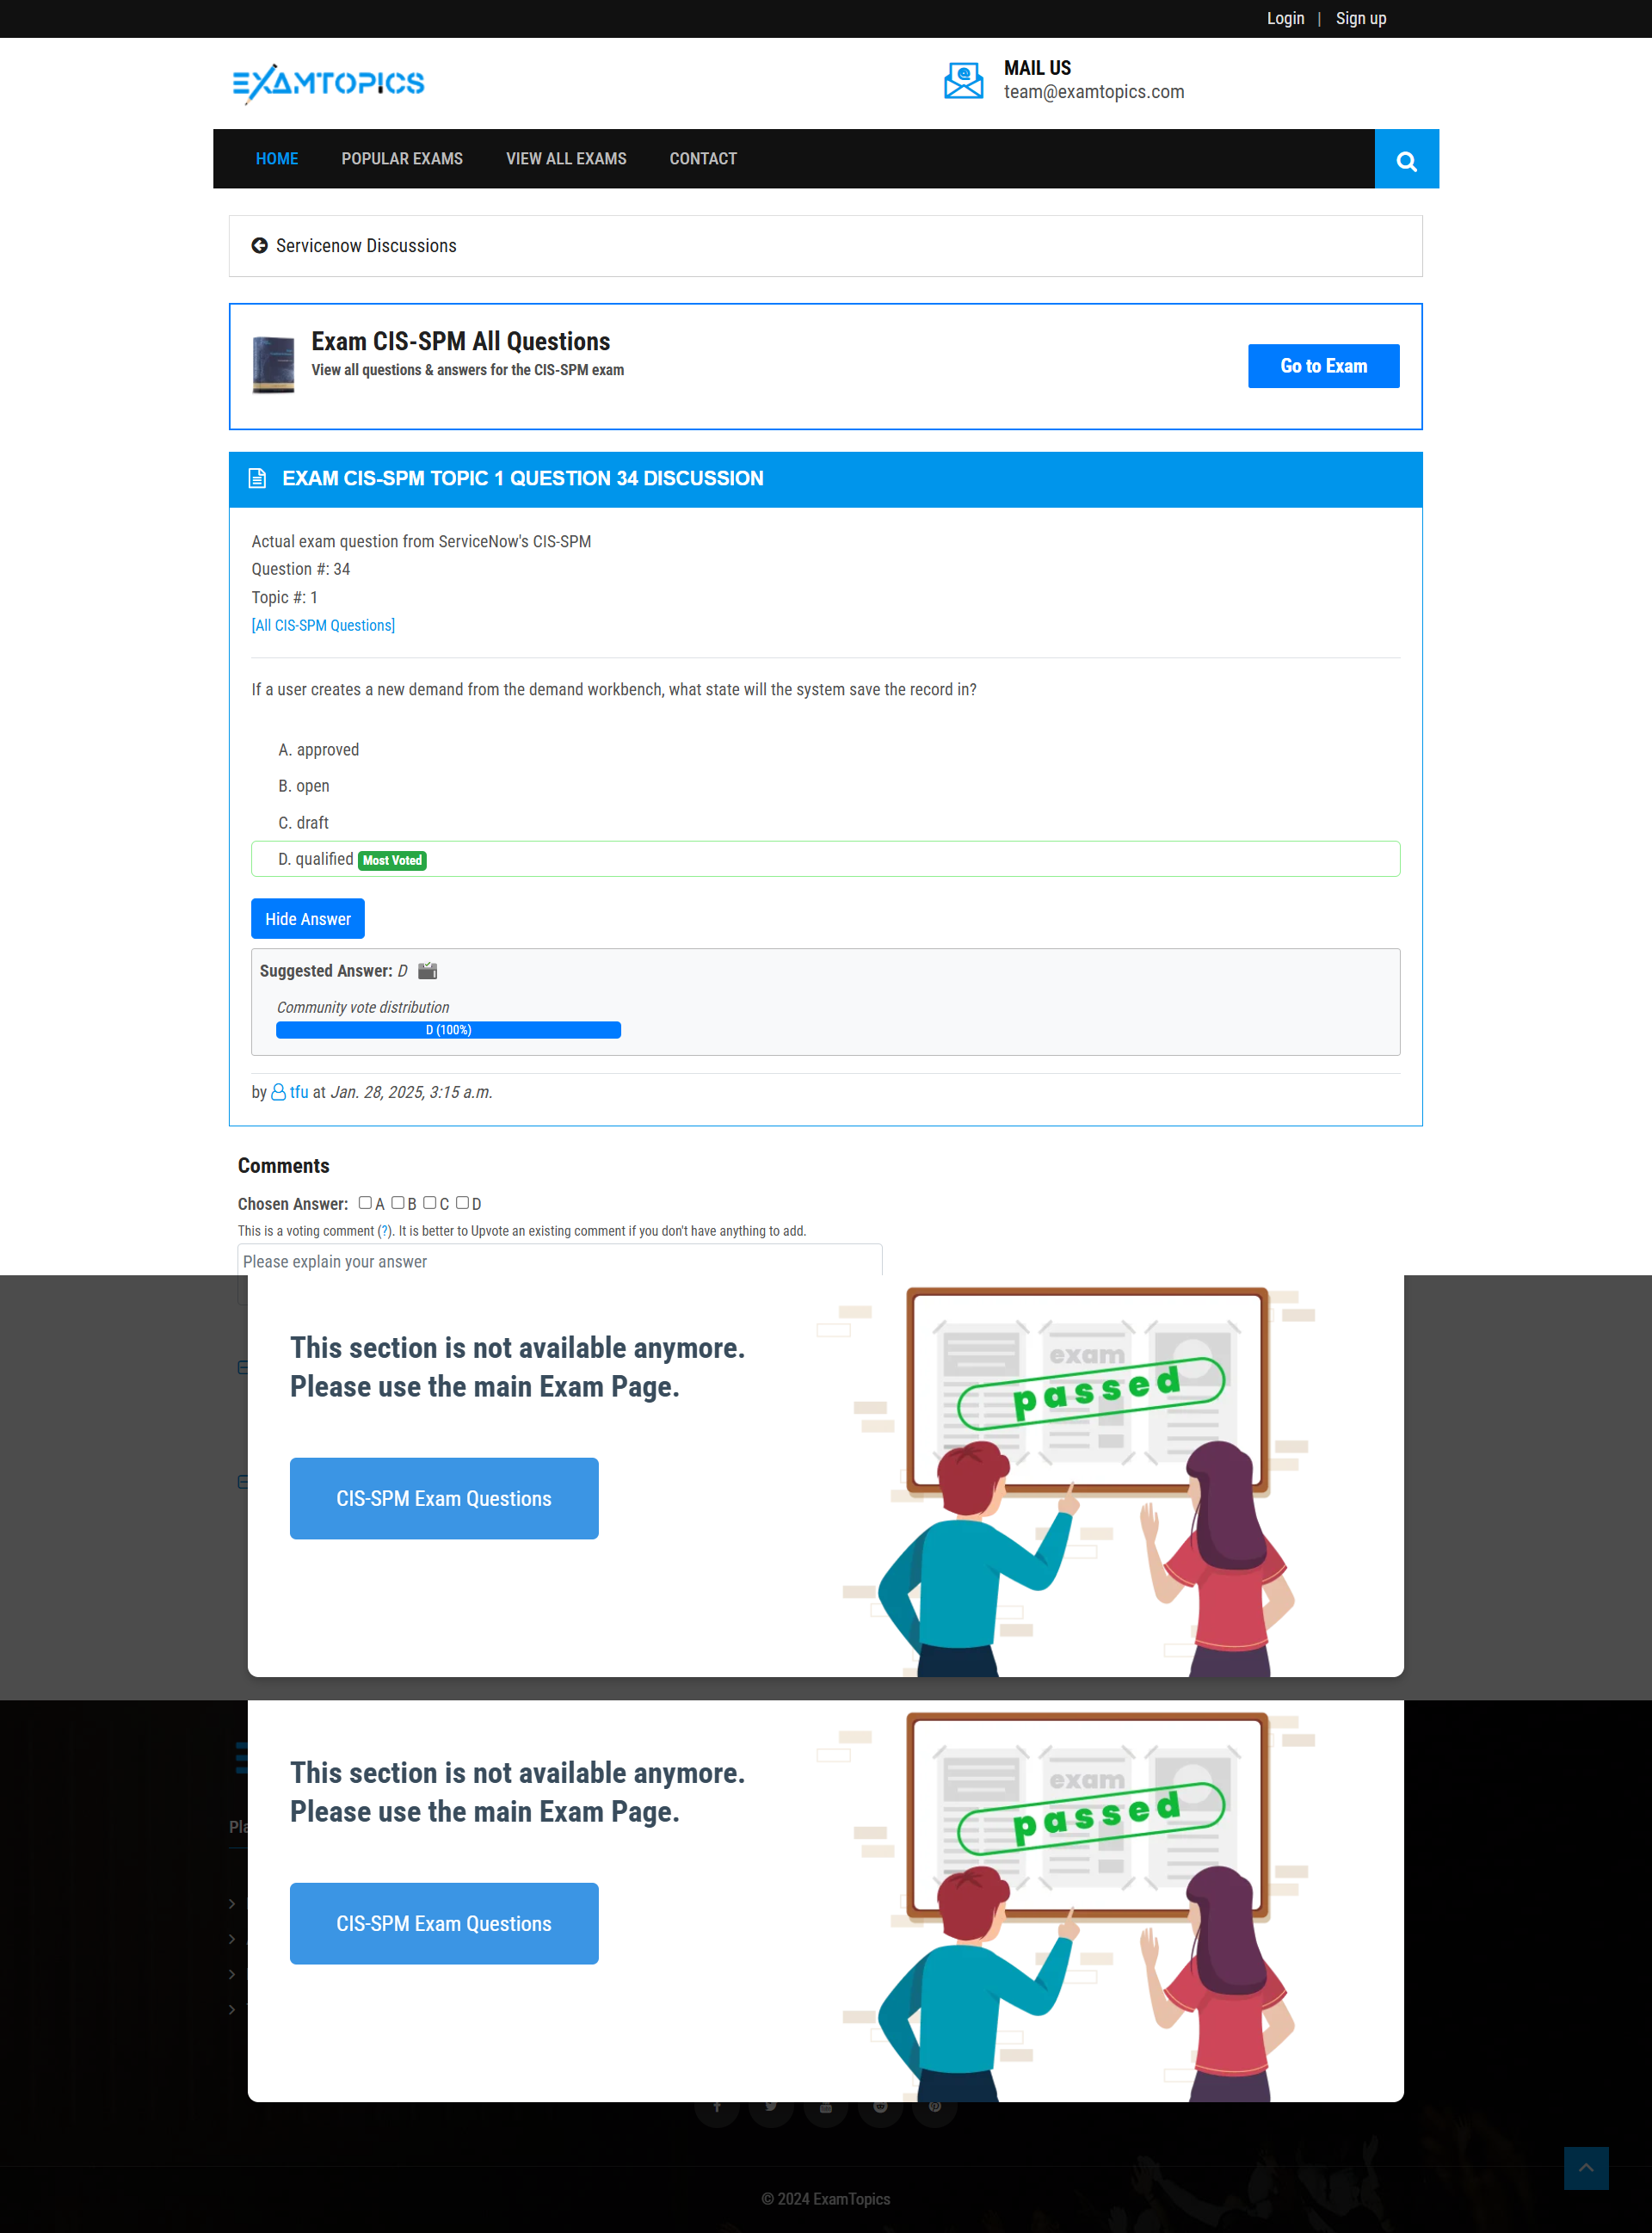 Login | Sign up
EXAMTOPICS
MAIL US
team@examtopics.com
HOME POPULAR EXAMS VIEW ALL EXAMS CONTACT
Servicenow Discussions
Exam CIS-SPM All Questions
View all questions & answers for the CIS-SPM exam
Go to Exam
EXAM CIS-SPM TOPIC 1 QUESTION 34 DISCUSSION
Actual exam question from ServiceNow's CIS-SPM
Question #: 34
Topic #: 1
[All CIS-SPM Questions]
If a user creates a new demand from the demand workbench, what state will the system save the record in?
A. approved
B. open
C. draft
D. qualified Most Voted
Hide Answer
Suggested Answer: D
Community vote distribution
D (100%)
by tfu at Jan. 28, 2025, 3:15 a.m.
Comments
Chosen Answer: A B C D
This is a voting comment (?). It is better to Upvote an existing comment if you don't have anything to add.
Please explain your answer
This section is not available anymore.
Please use the main Exam Page.
CIS-SPM Exam Questions
exam
passed
This section is not available anymore.
Please use the main Exam Page.
CIS-SPM Exam Questions
exam
passed
© 2024 ExamTopics